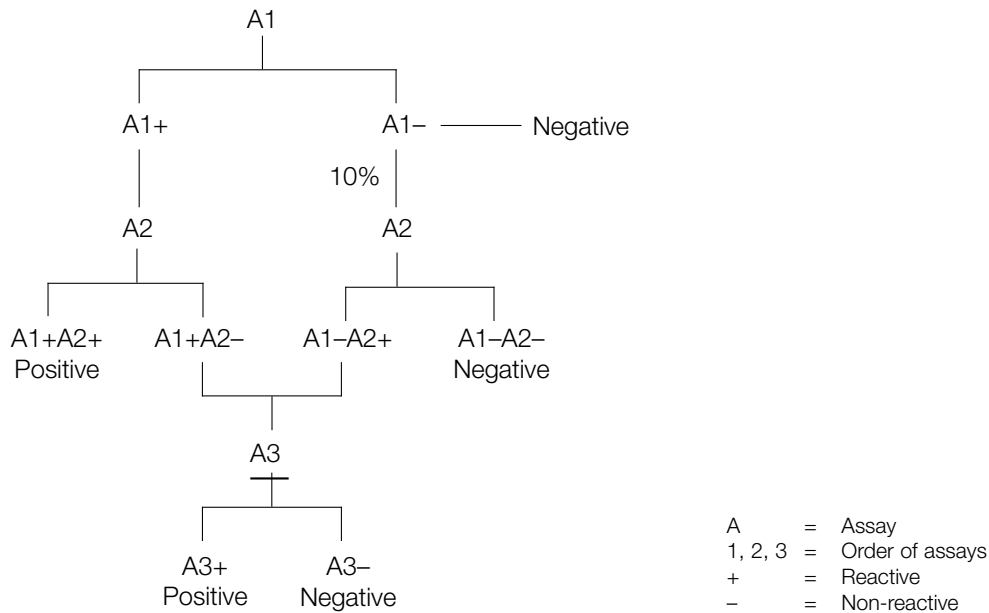 A1
A1+ A1– Negative
10%
A2 A2
A1+A2+ A1+A2– A1–A2+ A1–A2–
Positive Negative
A3
A3+ A3–
Positive Negative
A = Assay
1, 2, 3 = Order of assays
+ = Reactive
– = Non-reactive